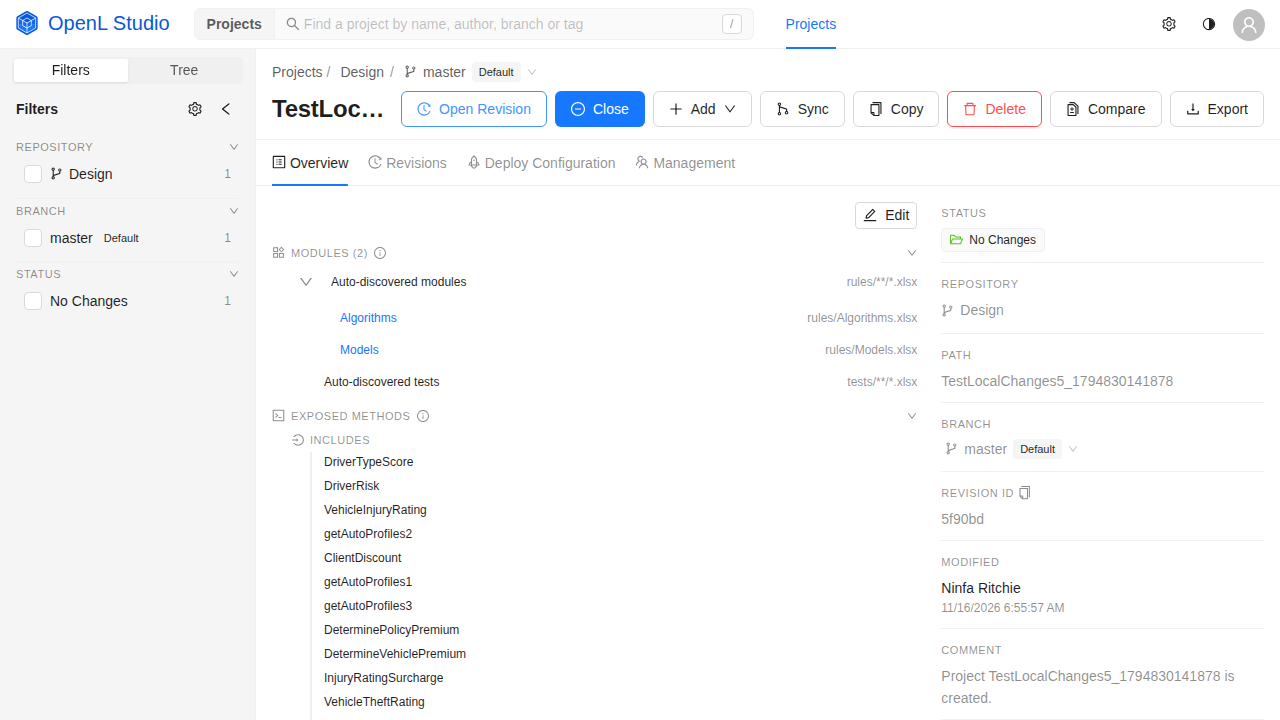 OpenL Studio
Projects
Find a project by name, author, branch or tag
/
Projects
Filters
Tree
Filters
REPOSITORY
Design 1
BRANCH
master Default 1
STATUS
No Changes 1
Projects / Design / master Default
TestLoc...
Open Revision
Close
Add
Sync
Copy
Delete
Compare
Export
Overview
Revisions
Deploy Configuration
Management
Edit
MODULES (2)
Auto-discovered modules rules/**/*.xlsx
Algorithms rules/Algorithms.xlsx
Models rules/Models.xlsx
Auto-discovered tests tests/**/*.xlsx
EXPOSED METHODS
INCLUDES
DriverTypeScore
DriverRisk
VehicleInjuryRating
getAutoProfiles2
ClientDiscount
getAutoProfiles1
getAutoProfiles3
DeterminePolicyPremium
DetermineVehiclePremium
InjuryRatingSurcharge
VehicleTheftRating
STATUS
No Changes
REPOSITORY
Design
PATH
TestLocalChanges5_1794830141878
BRANCH
master Default
REVISION ID
5f90bd
MODIFIED
Ninfa Ritchie
11/16/2026 6:55:57 AM
COMMENT
Project TestLocalChanges5_1794830141878 is
created.